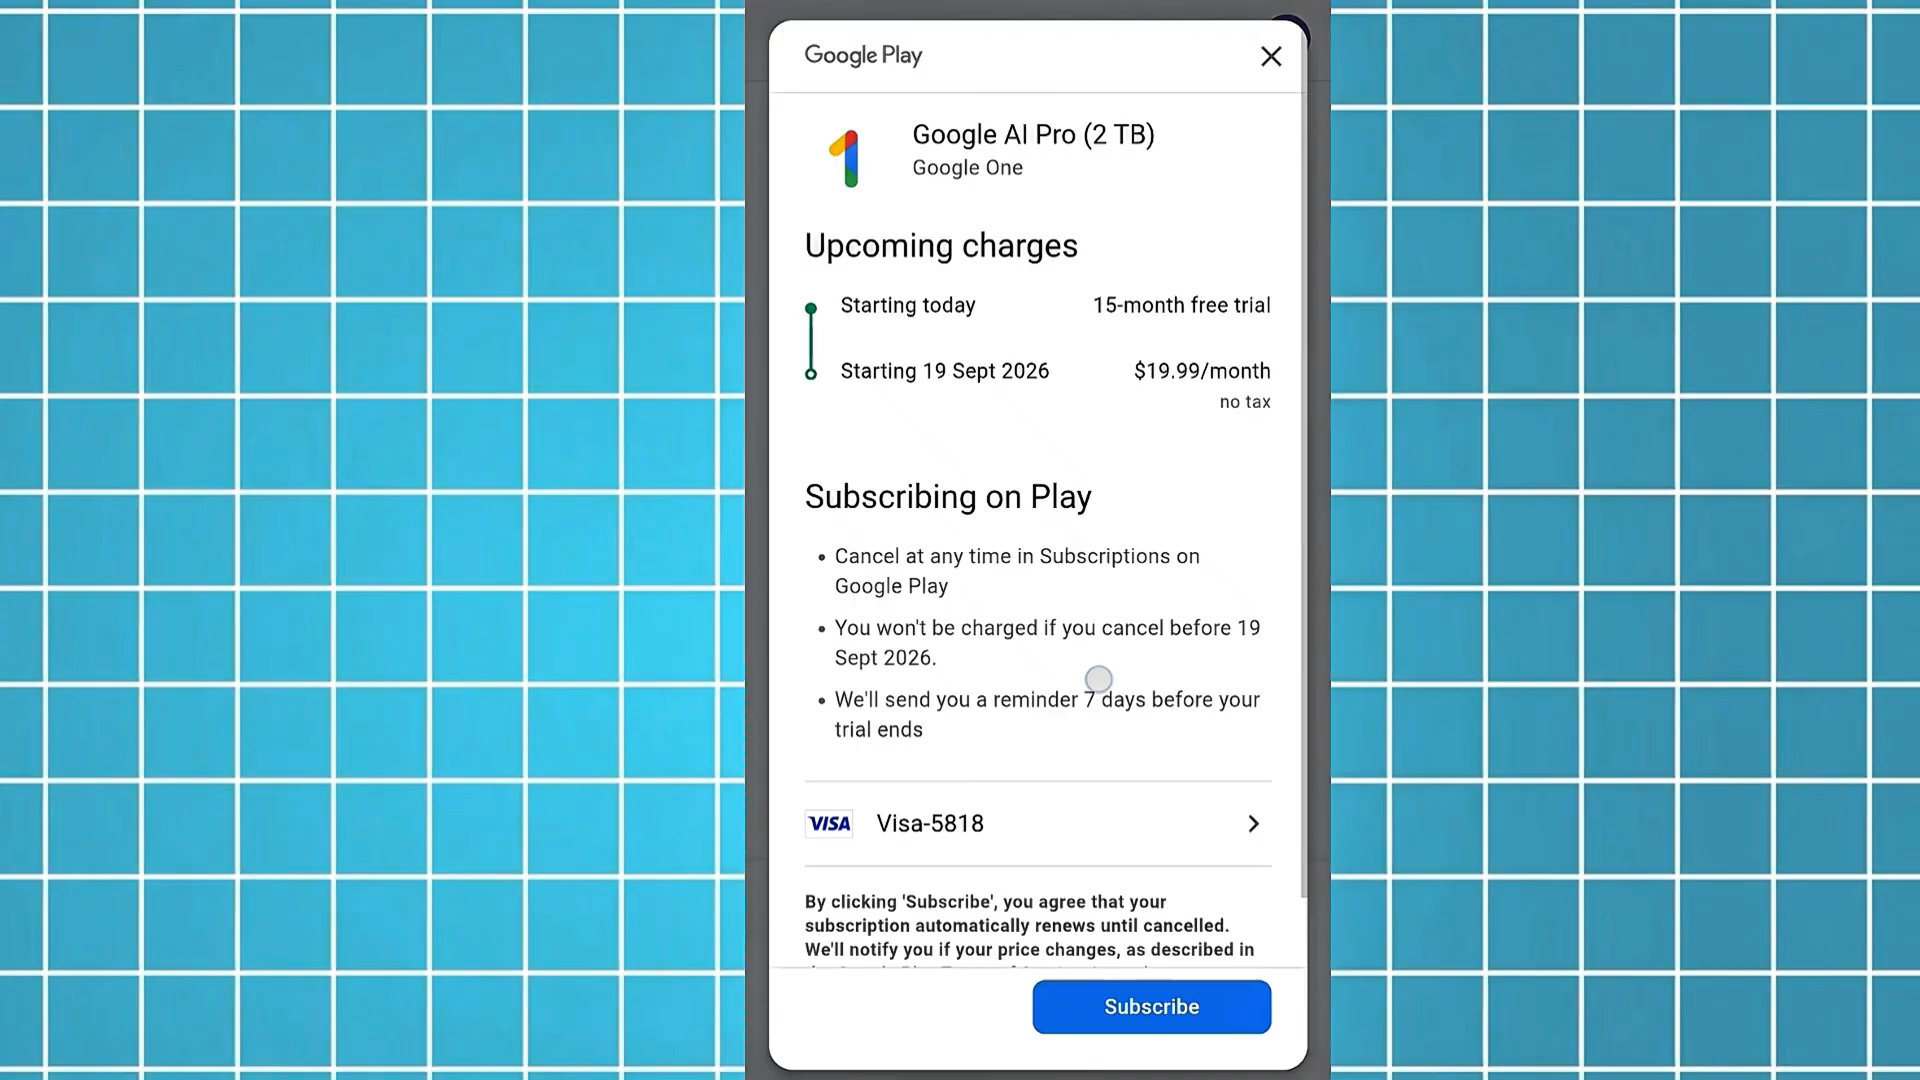 Google Play
Google AI Pro (2 TB)
Google One
Upcoming charges
Starting today 15-month free trial
Starting 19 Sept 2026 $19.99/month
no tax
Subscribing on Play
• Cancel at any time in Subscriptions on
Google Play
• You won't be charged if you cancel before 19
Sept 2026.
• We'll send you a reminder 7 days before your
trial ends
VISA Visa-5818
By clicking 'Subscribe', you agree that your
subscription automatically renews until cancelled.
We'll notify you if your price changes, as described in
Subscribe